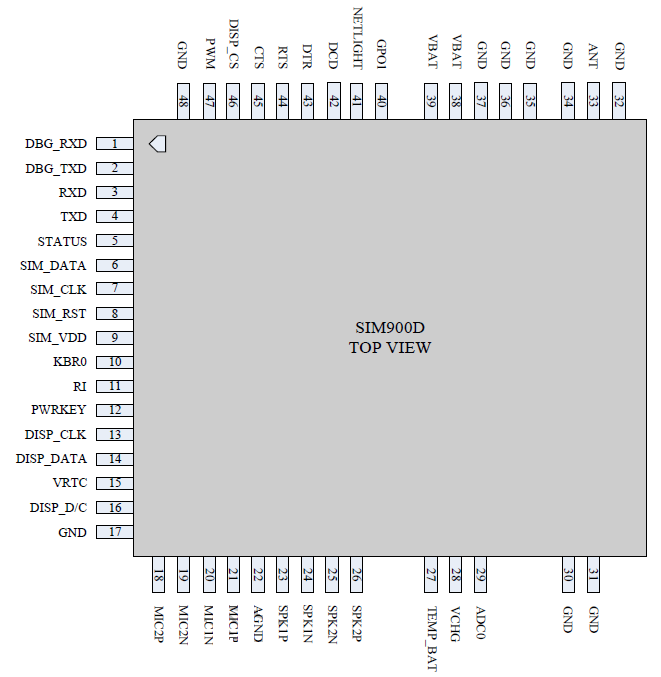 GND
PWM
DISP_CS
CTS
RTS
DTR
DCD
NETLIGHT
GPO1
VBAT
VBAT
GND
GND
GND
GND
ANT
GND
48
47
46
45
44
43
42
41
40
39
38
37
36
35
34
33
32
DBG_RXD 1
DBG_TXD 2
RXD 3
TXD 4
STATUS 5
SIM_DATA 6
SIM_CLK 7
SIM_RST 8
SIM_VDD 9
KBR0 10
RI 11
PWRKEY 12
DISP_CLK 13
DISP_DATA 14
VRTC 15
DISP_D/C 16
GND 17
SIM900D
TOP VIEW
18
19
20
21
22
23
24
25
26
27
28
29
30
31
MIC2P
MIC2N
MIC1N
MIC1P
AGND
SPK1P
SPK1N
SPK2N
SPK2P
TEMP_BAT
VCHG
ADC0
GND
GND